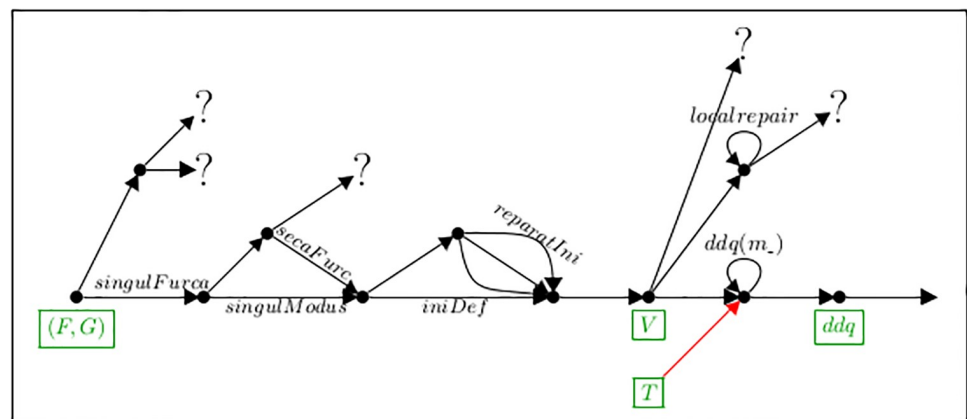 ?
?
localrepair
?
?
?
reparatIni
secaFurc
ddq(m_)
singulFurca
singulModus
iniDef
(F, G)
V
ddq
T